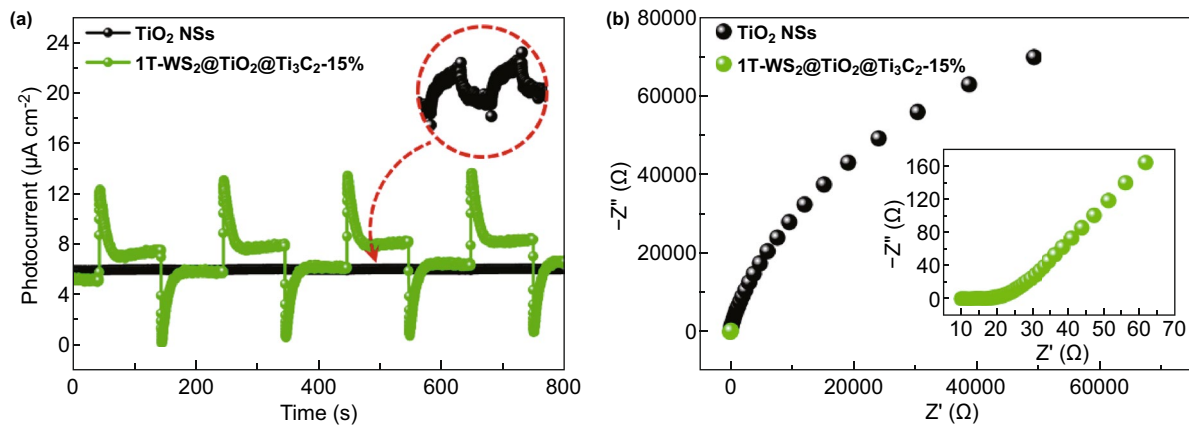 (a)
TiO₂ NSs
1T-WS₂@TiO₂@Ti₃C₂-15%
Photocurrent (μA cm⁻²)
24
20
16
12
8
4
0
0 200 400 600 800
Time (s)
(b)
TiO₂ NSs
1T-WS₂@TiO₂@Ti₃C₂-15%
−Z" (Ω)
80000
60000
40000
20000
0
0 20000 40000 60000
Z' (Ω)
−Z" (Ω)
160
120
80
40
0
10 20 30 40 50 60 70
Z' (Ω)